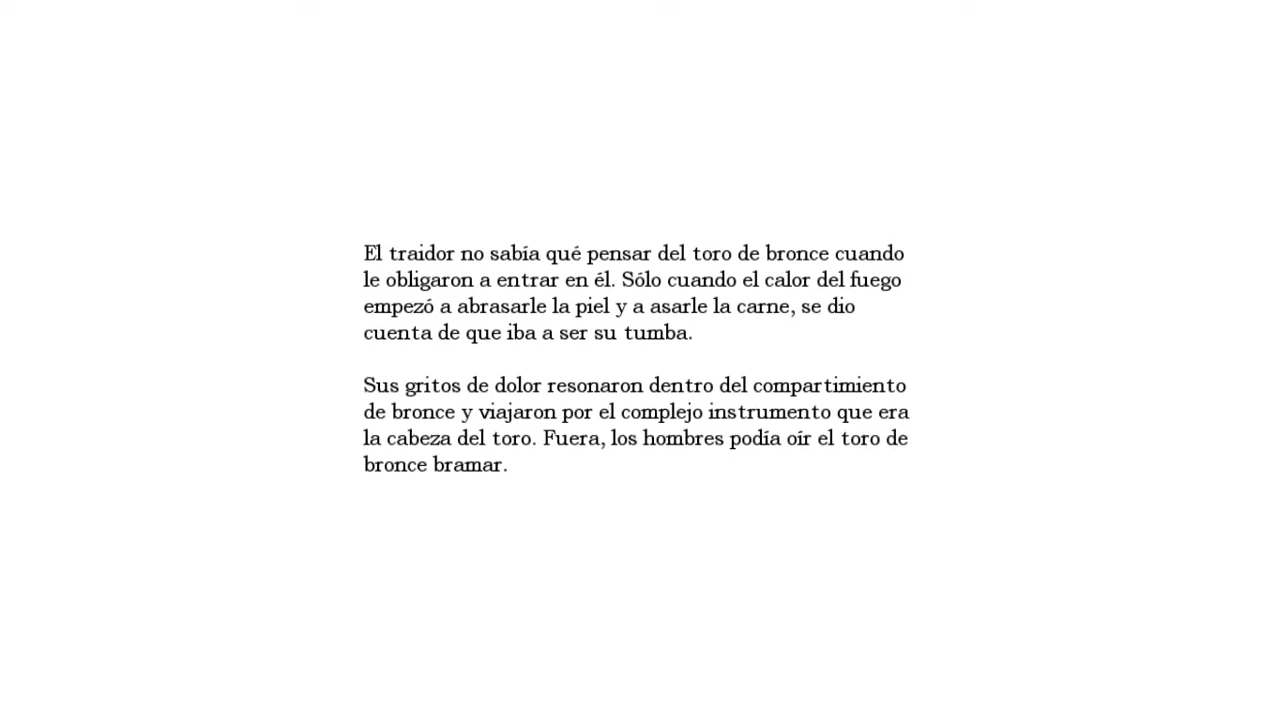 El traidor no sabía qué pensar del toro de bronce cuando
le obligaron a entrar en él. Sólo cuando el calor del fuego
empezó a abrasarle la piel y a asarle la carne, se dio
cuenta de que iba a ser su tumba.
Sus gritos de dolor resonaron dentro del compartimiento
de bronce y viajaron por el complejo instrumento que era
la cabeza del toro. Fuera, los hombres podía oír el toro de
bronce bramar.